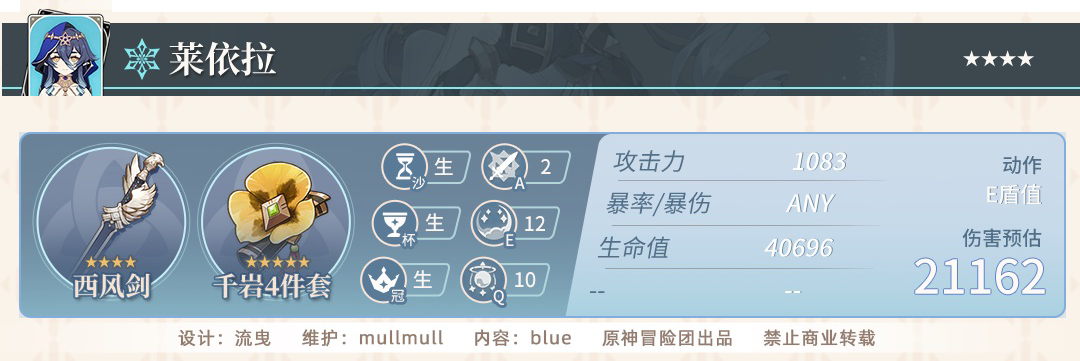 莱依拉
★★★★
西风剑
千岩4件套
沙 生
A 2
杯 生
E 12
冠 生
Q 10
攻击力 1083
暴率/暴伤 ANY
生命值 40696
-- --
动作
E盾值
伤害预估
21162
设计：流曳 维护：mullmull 内容：blue 原神冒险团出品 禁止商业转载